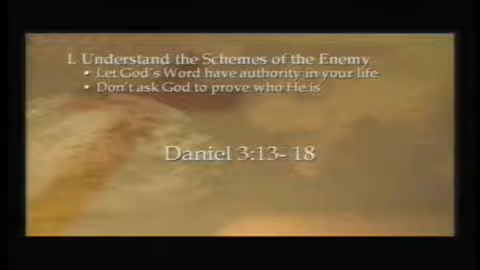 I. Understand the Schemes of the Enemy
• Let God's Word have authority in your life
• Don't ask God to prove who He is
Daniel 3:13- 18